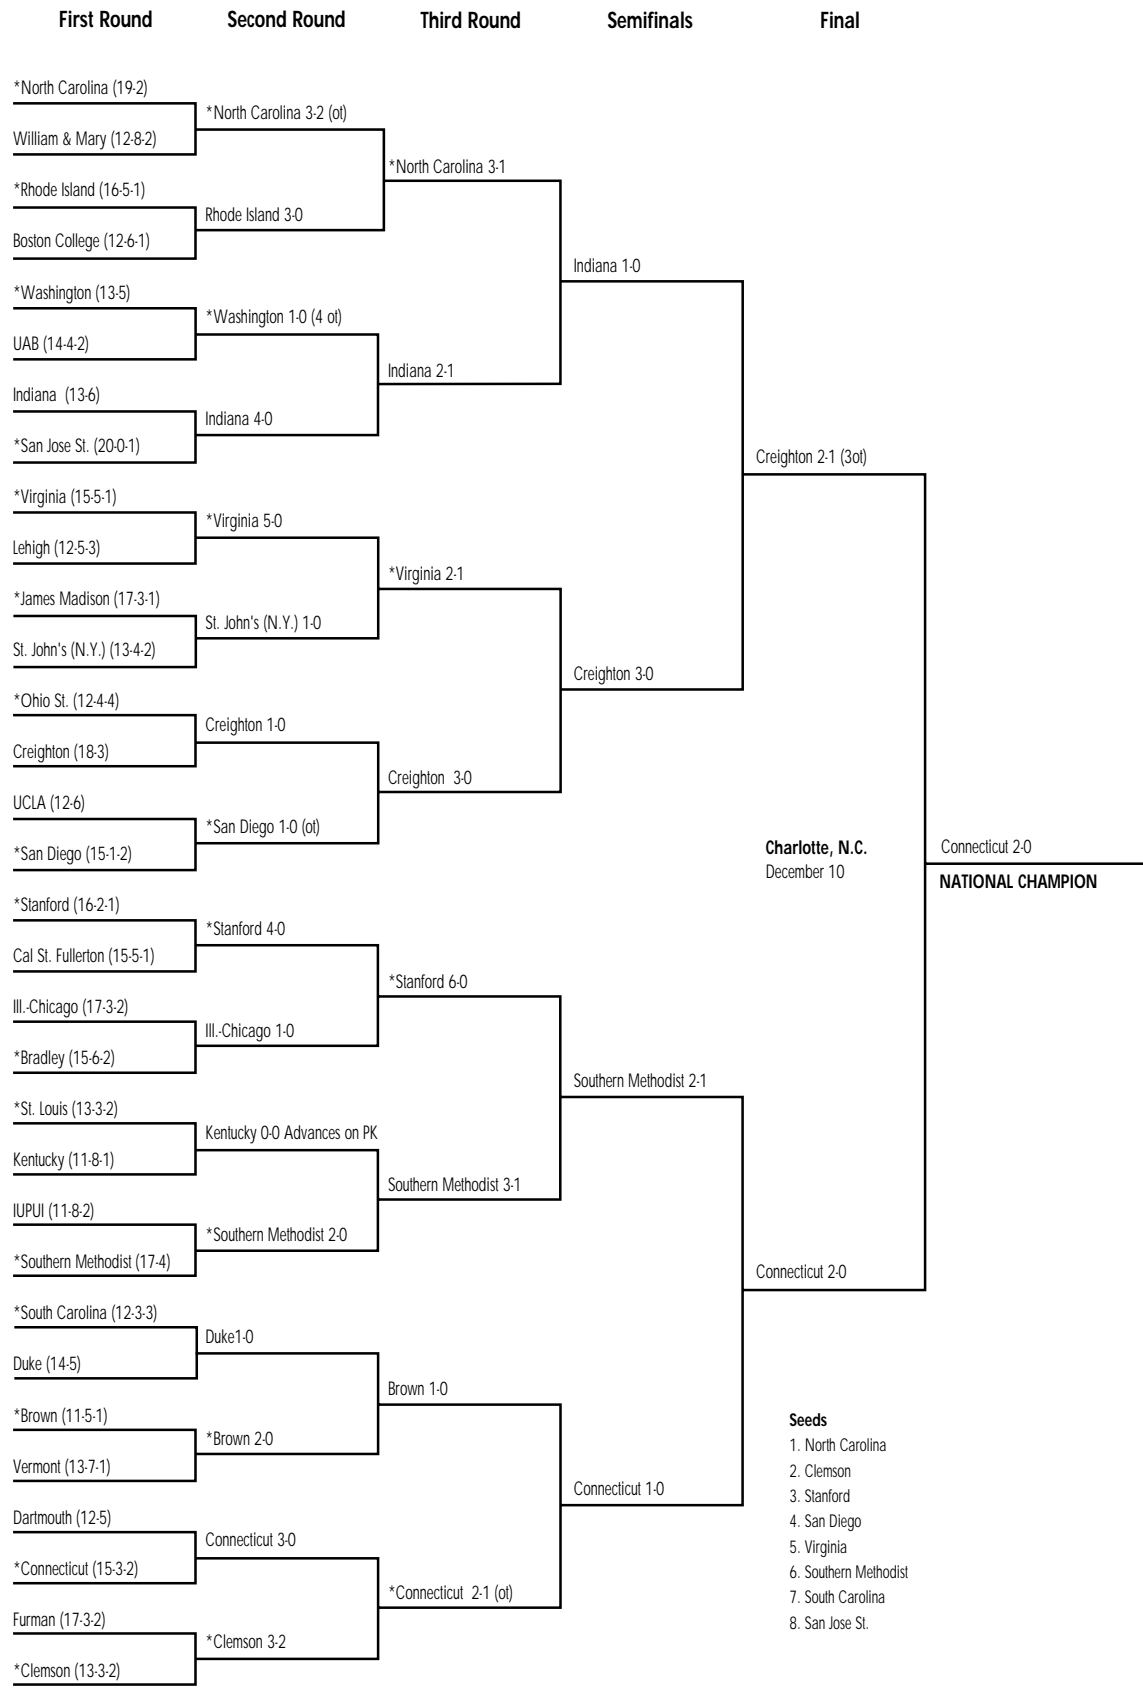 First Round
Second Round
Third Round
Semifinals
Final
*North Carolina (19-2)
William & Mary (12-8-2)
*Rhode Island (16-5-1)
Boston College (12-6-1)
*Washington (13-5)
UAB (14-4-2)
Indiana (13-6)
*San Jose St. (20-0-1)
*Virginia (15-5-1)
Lehigh (12-5-3)
*James Madison (17-3-1)
St. John's (N.Y.) (13-4-2)
*Ohio St. (12-4-4)
Creighton (18-3)
UCLA (12-6)
*San Diego (15-1-2)
*Stanford (16-2-1)
Cal St. Fullerton (15-5-1)
Ill.-Chicago (17-3-2)
*Bradley (15-6-2)
*St. Louis (13-3-2)
Kentucky (11-8-1)
IUPUI (11-8-2)
*Southern Methodist (17-4)
*South Carolina (12-3-3)
Duke (14-5)
*Brown (11-5-1)
Vermont (13-7-1)
Dartmouth (12-5)
*Connecticut (15-3-2)
Furman (17-3-2)
*Clemson (13-3-2)
*North Carolina 3-2 (ot)
Rhode Island 3-0
*Washington 1-0 (4 ot)
Indiana 4-0
*Virginia 5-0
St. John's (N.Y.) 1-0
Creighton 1-0
*San Diego 1-0 (ot)
*Stanford 4-0
Ill.-Chicago 1-0
Kentucky 0-0 Advances on PK
*Southern Methodist 2-0
Duke1-0
*Brown 2-0
Connecticut 3-0
*Clemson 3-2
*North Carolina 3-1
Indiana 2-1
*Virginia 2-1
Creighton 3-0
*Stanford 6-0
Southern Methodist 3-1
Brown 1-0
*Connecticut 2-1 (ot)
Indiana 1-0
Creighton 3-0
Southern Methodist 2-1
Connecticut 1-0
Creighton 2-1 (3ot)
Connecticut 2-0
Charlotte, N.C.
December 10
Connecticut 2-0
NATIONAL CHAMPION
Seeds
1. North Carolina
2. Clemson
3. Stanford
4. San Diego
5. Virginia
6. Southern Methodist
7. South Carolina
8. San Jose St.